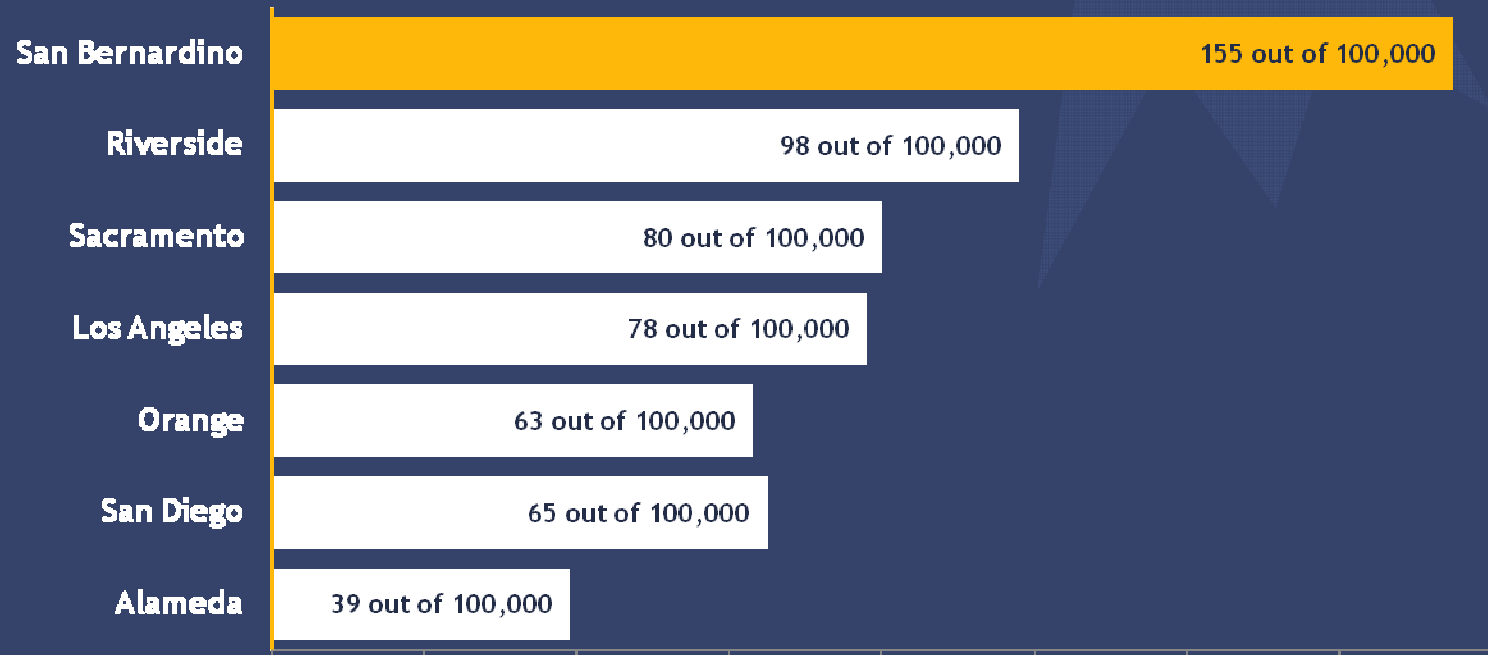 San Bernardino 155 out of 100,000
Riverside 98 out of 100,000
Sacramento 80 out of 100,000
Los Angeles 78 out of 100,000
Orange 63 out of 100,000
San Diego 65 out of 100,000
Alameda 39 out of 100,000